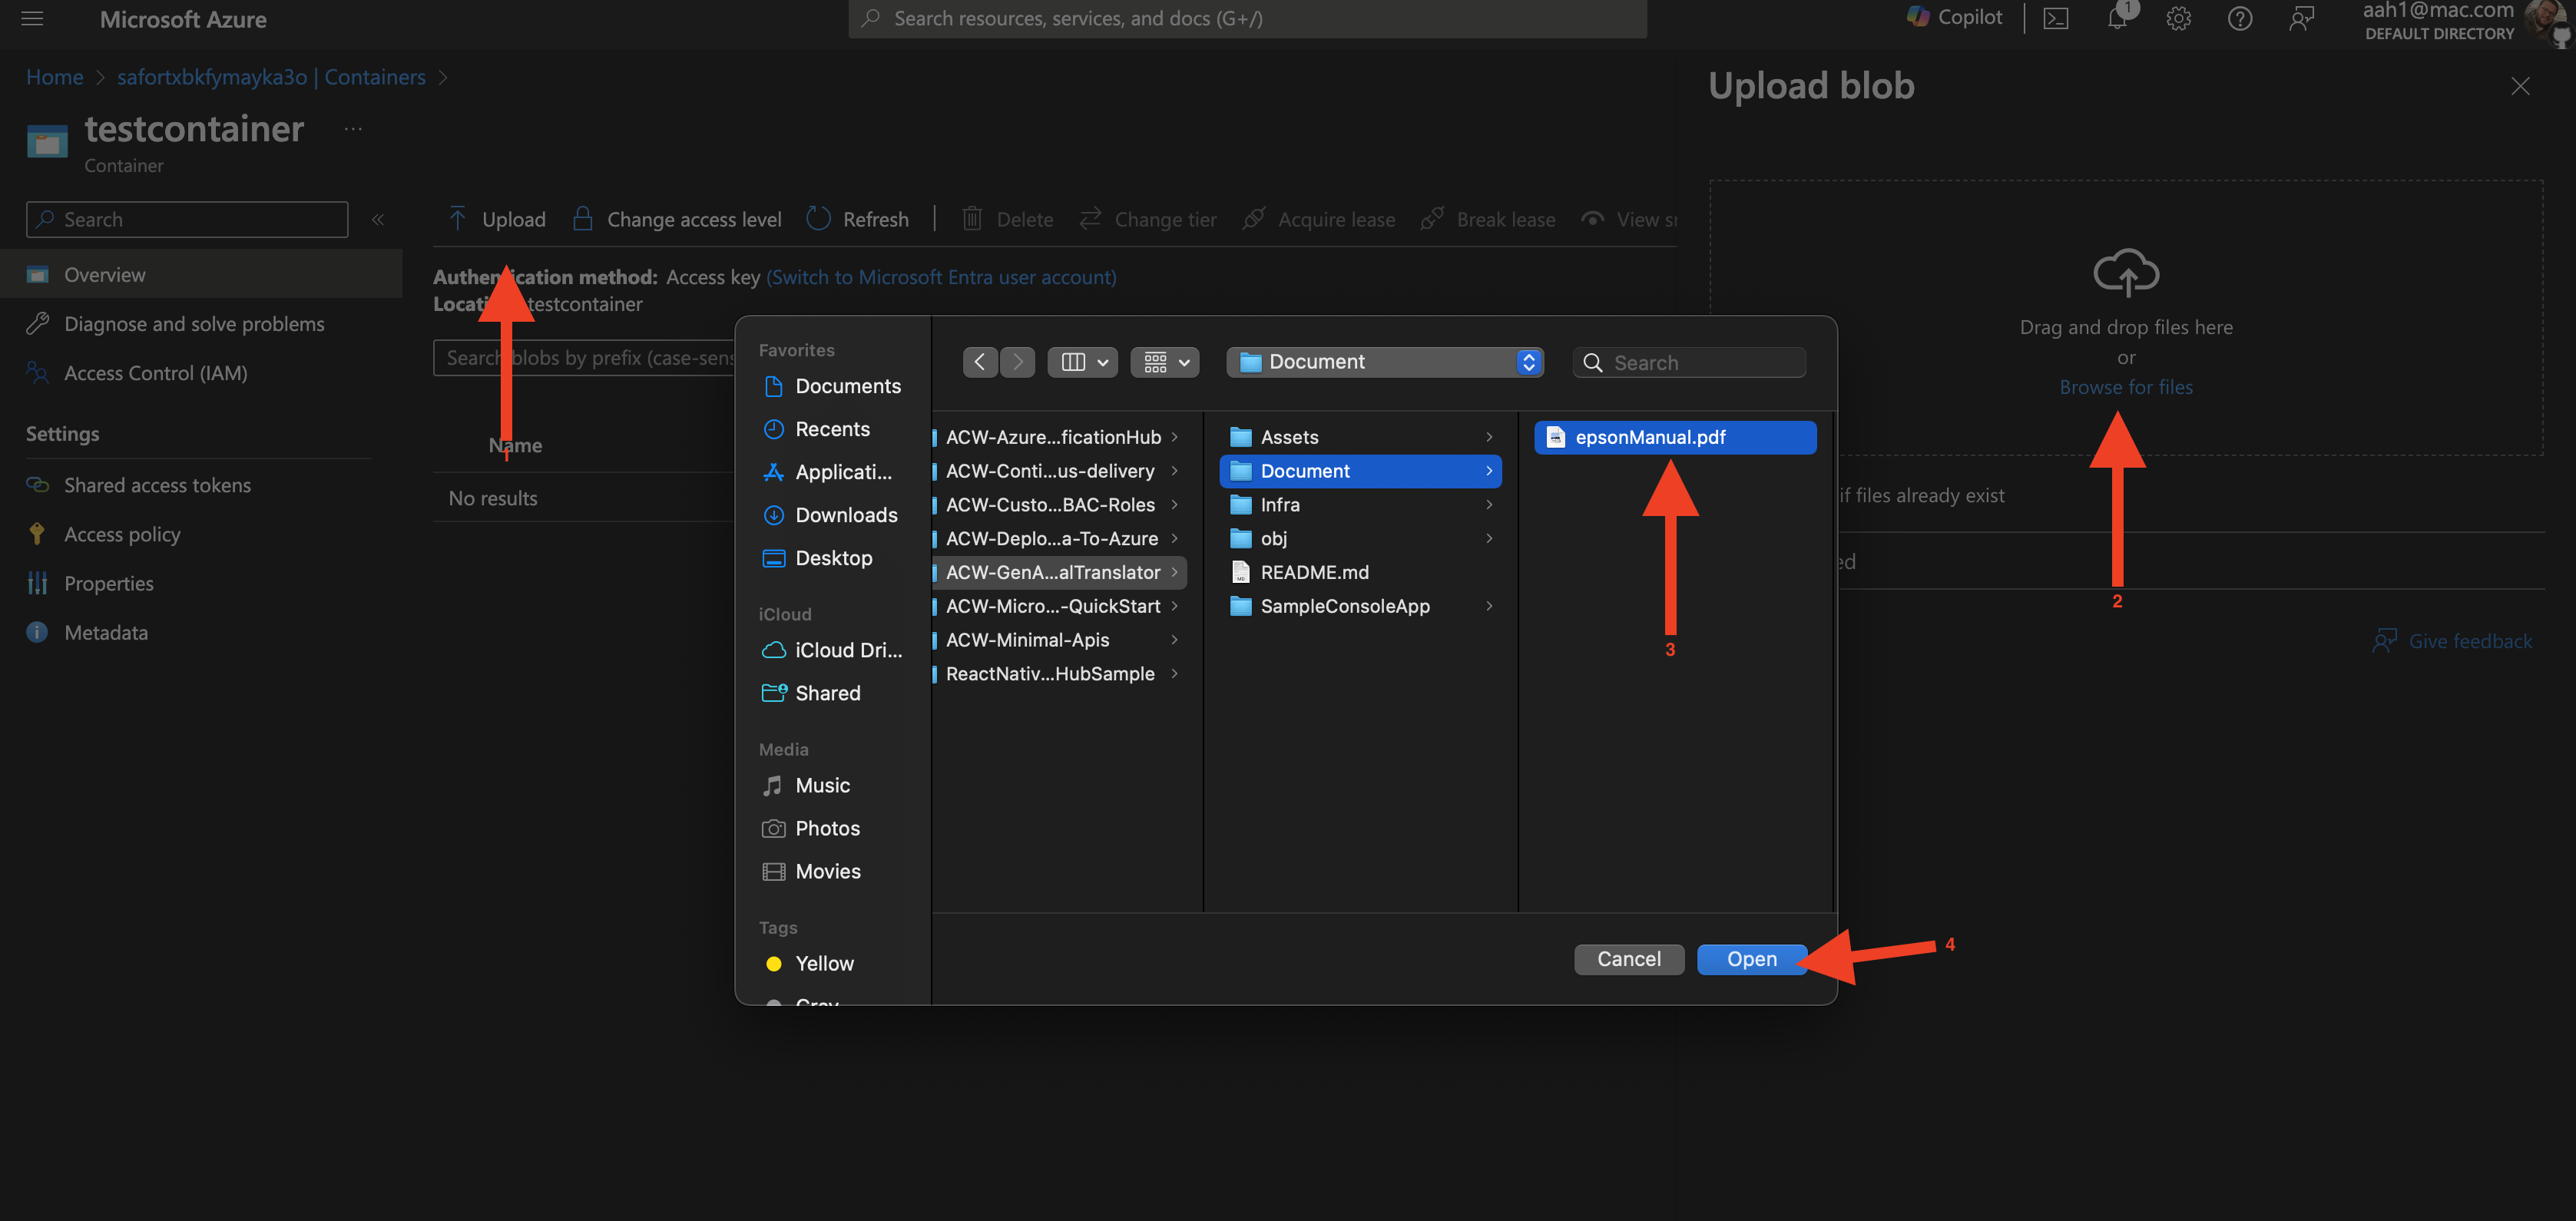 Microsoft Azure
Search resources, services, and docs (G+/)
Copilot
1
aah1@mac.com
DEFAULT DIRECTORY
Home > safortxbkfymayka3o | Containers >
testcontainer ...
Container
Search
Overview
Diagnose and solve problems
Access Control (IAM)
Settings
Shared access tokens
Access policy
Properties
Metadata
Upload
Change access level
Refresh
Delete
Change tier
Acquire lease
Break lease
View
Authentication method: Access key (Switch to Microsoft Entra user account)
Location: testcontainer
Search blobs by prefix (case-sens
Name
1
No results
Favorites
Documents
Recents
Applicati...
Downloads
Desktop
iCloud
iCloud Dri...
Shared
Media
Music
Photos
Movies
Tags
Yellow
Gray
Document
Search
ACW-Azure...ficationHub
ACW-Conti...us-delivery
ACW-Custo...BAC-Roles
ACW-Deplo...a-To-Azure
ACW-GenA...alTranslator
ACW-Micro...-QuickStart
ACW-Minimal-Apis
ReactNativ...HubSample
Assets
Document
Infra
obj
README.md
SampleConsoleApp
epsonManual.pdf
3
Cancel
Open
4
Upload blob
Drag and drop files here
or
Browse for files
if files already exist
ed
2
Give feedback